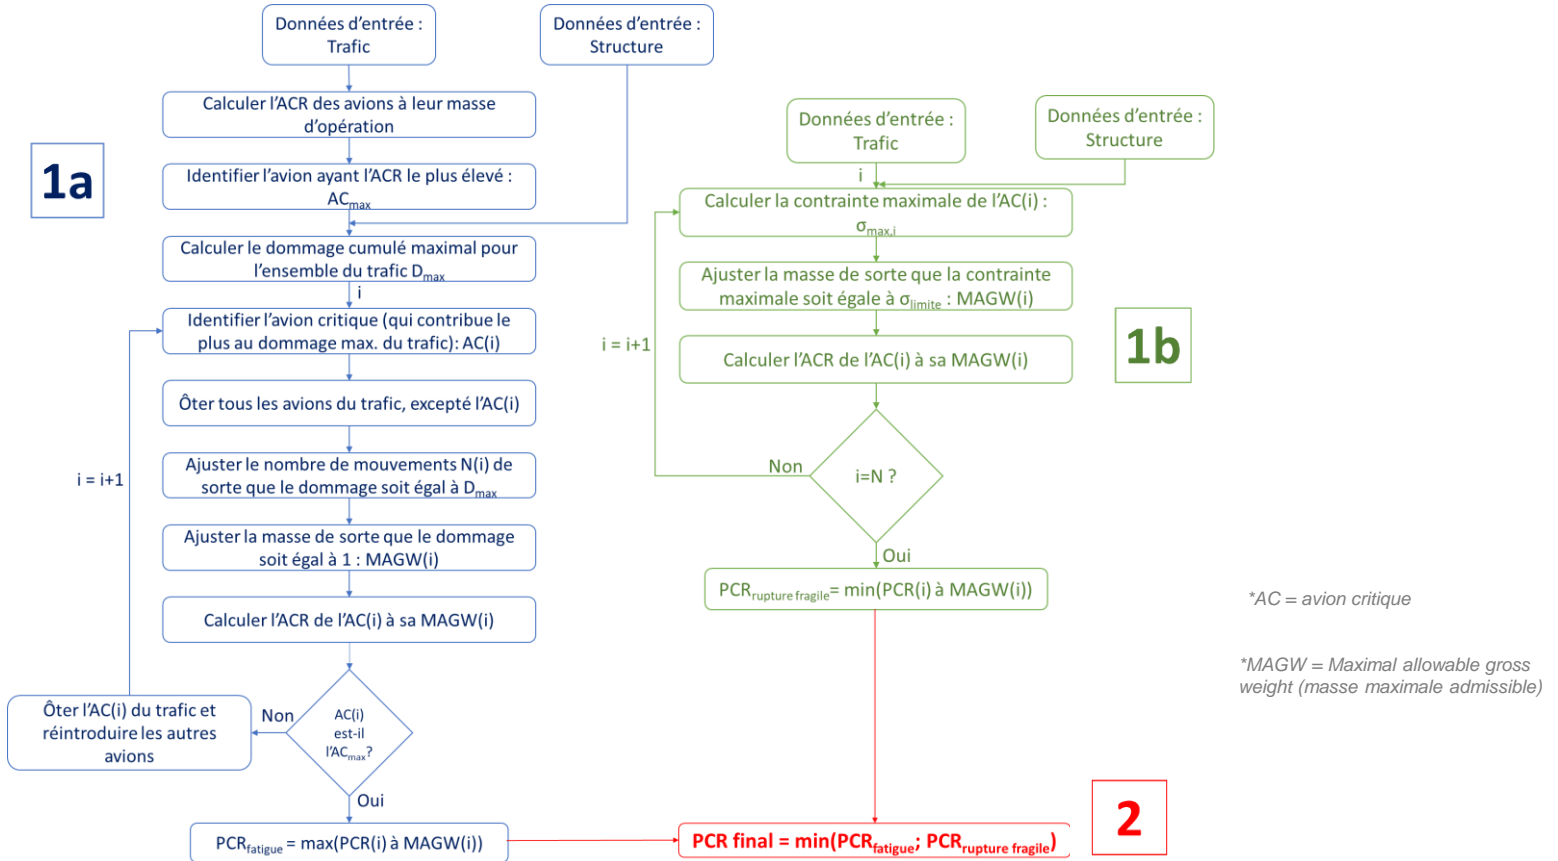 Données d'entrée :
Trafic
Données d'entrée :
Structure
1a
Calculer l'ACR des avions à leur masse
d'opération
Identifier l'avion ayant l'ACR le plus élevé :
ACmax
Calculer le dommage cumulé maximal pour
l'ensemble du trafic Dmax
i
Identifier l'avion critique (qui contribue le
plus au dommage max. du trafic): AC(i)
Ôter tous les avions du trafic, excepté l'AC(i)
i = i+1
Ajuster le nombre de mouvements N(i) de
sorte que le dommage soit égal à Dmax
Ajuster la masse de sorte que le dommage
soit égal à 1 : MAGW(i)
Calculer l'ACR de l'AC(i) à sa MAGW(i)
AC(i)
est-il
l'ACmax?
Non
Ôter l'AC(i) du trafic et
réintroduire les autres
avions
Oui
PCRfatigue = max(PCR(i) à MAGW(i))
Données d'entrée :
Trafic
Données d'entrée :
Structure
i
Calculer la contrainte maximale de l'AC(i) :
σmax,i
Ajuster la masse de sorte que la contrainte
maximale soit égale à σlimite : MAGW(i)
i = i+1
1b
Calculer l'ACR de l'AC(i) à sa MAGW(i)
Non
i=N ?
Oui
PCRrupture fragile= min(PCR(i) à MAGW(i))
*AC = avion critique
*MAGW = Maximal allowable gross
weight (masse maximale admissible)
2
PCR final = min(PCRfatigue; PCRrupture fragile)